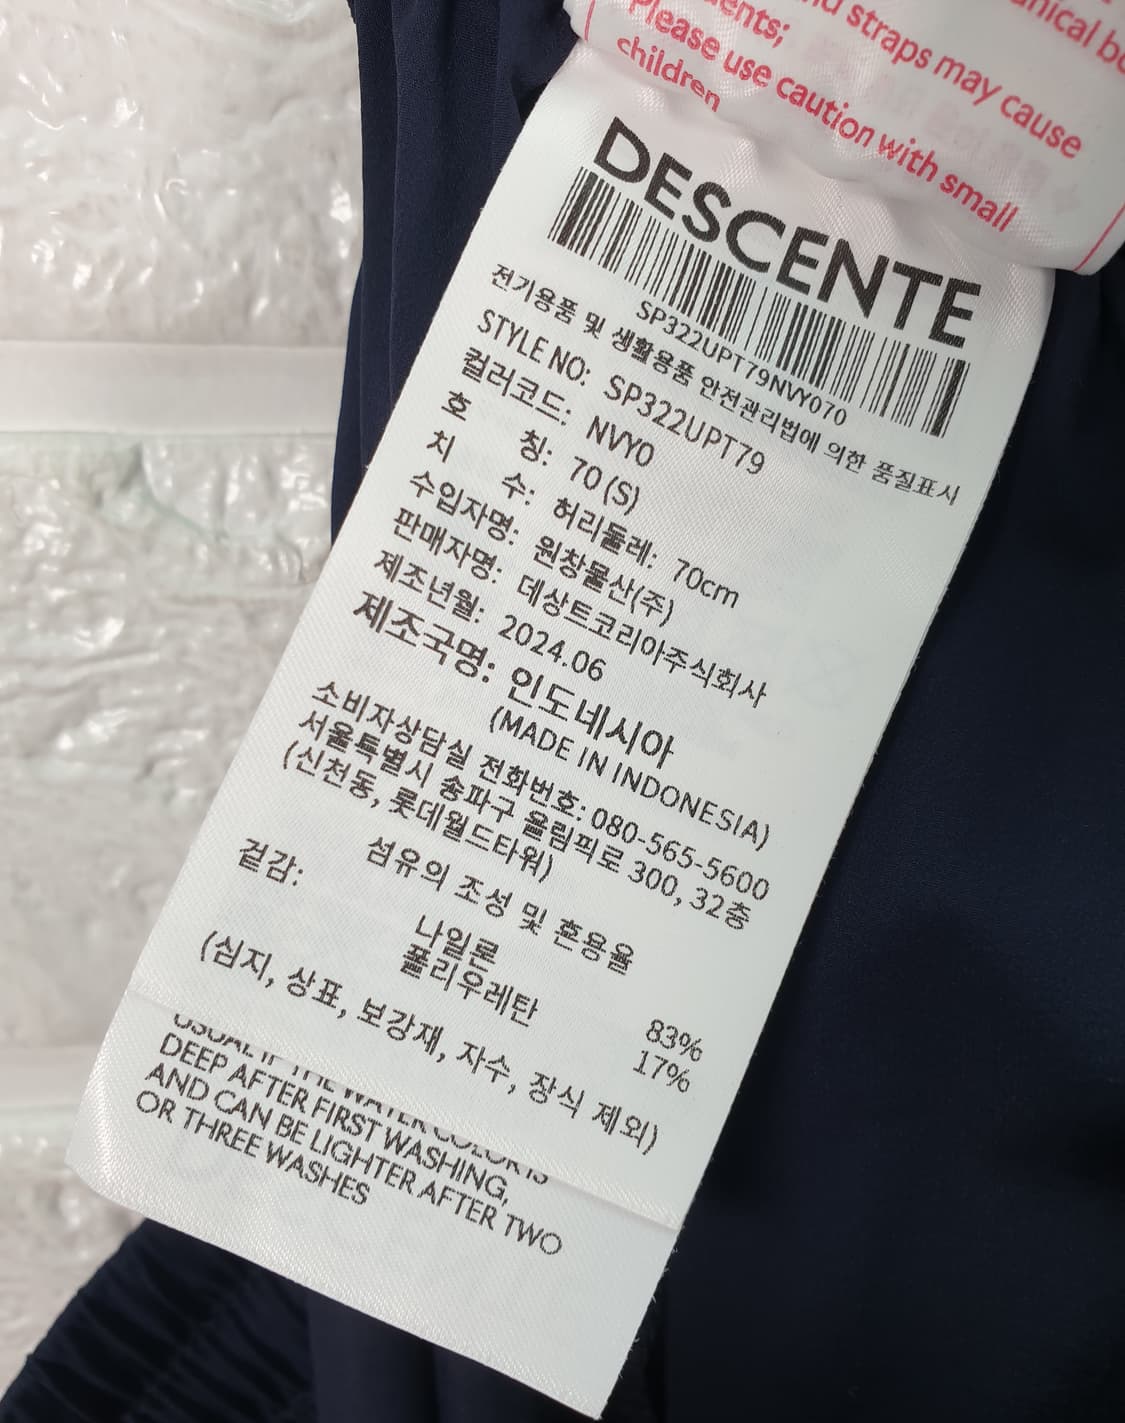 anical bo
nd straps may cause
dents;
Please use caution with small
children
DESCENTE
SP322UPT79NVY070
전기용품 및 생활용품 안전관리법에 의한 품질표시
STYLE NO: SP322UPT79
컬러코드: NVY0
호 칭: 70 (S)
치 수: 허리둘레: 70cm
수입자명: 원창물산(주)
판매자명: 데상트코리아주식회사
제조년월: 2024.06
제조국명: 인도네시아
(MADE IN INDONESIA)
소비자상담실 전화번호: 080-565-5600
서울특별시 송파구 올림픽로 300, 32층
(신천동, 롯데월드타워)
섬유의 조성 및 혼용율
겉감:
나일론 83%
폴리우레탄 17%
(심지, 상표, 보강재, 자수, 장식 제외)
USUAL IF THE WATER COLOR IS
DEEP AFTER FIRST WASHING,
AND CAN BE LIGHTER AFTER TWO
OR THREE WASHES